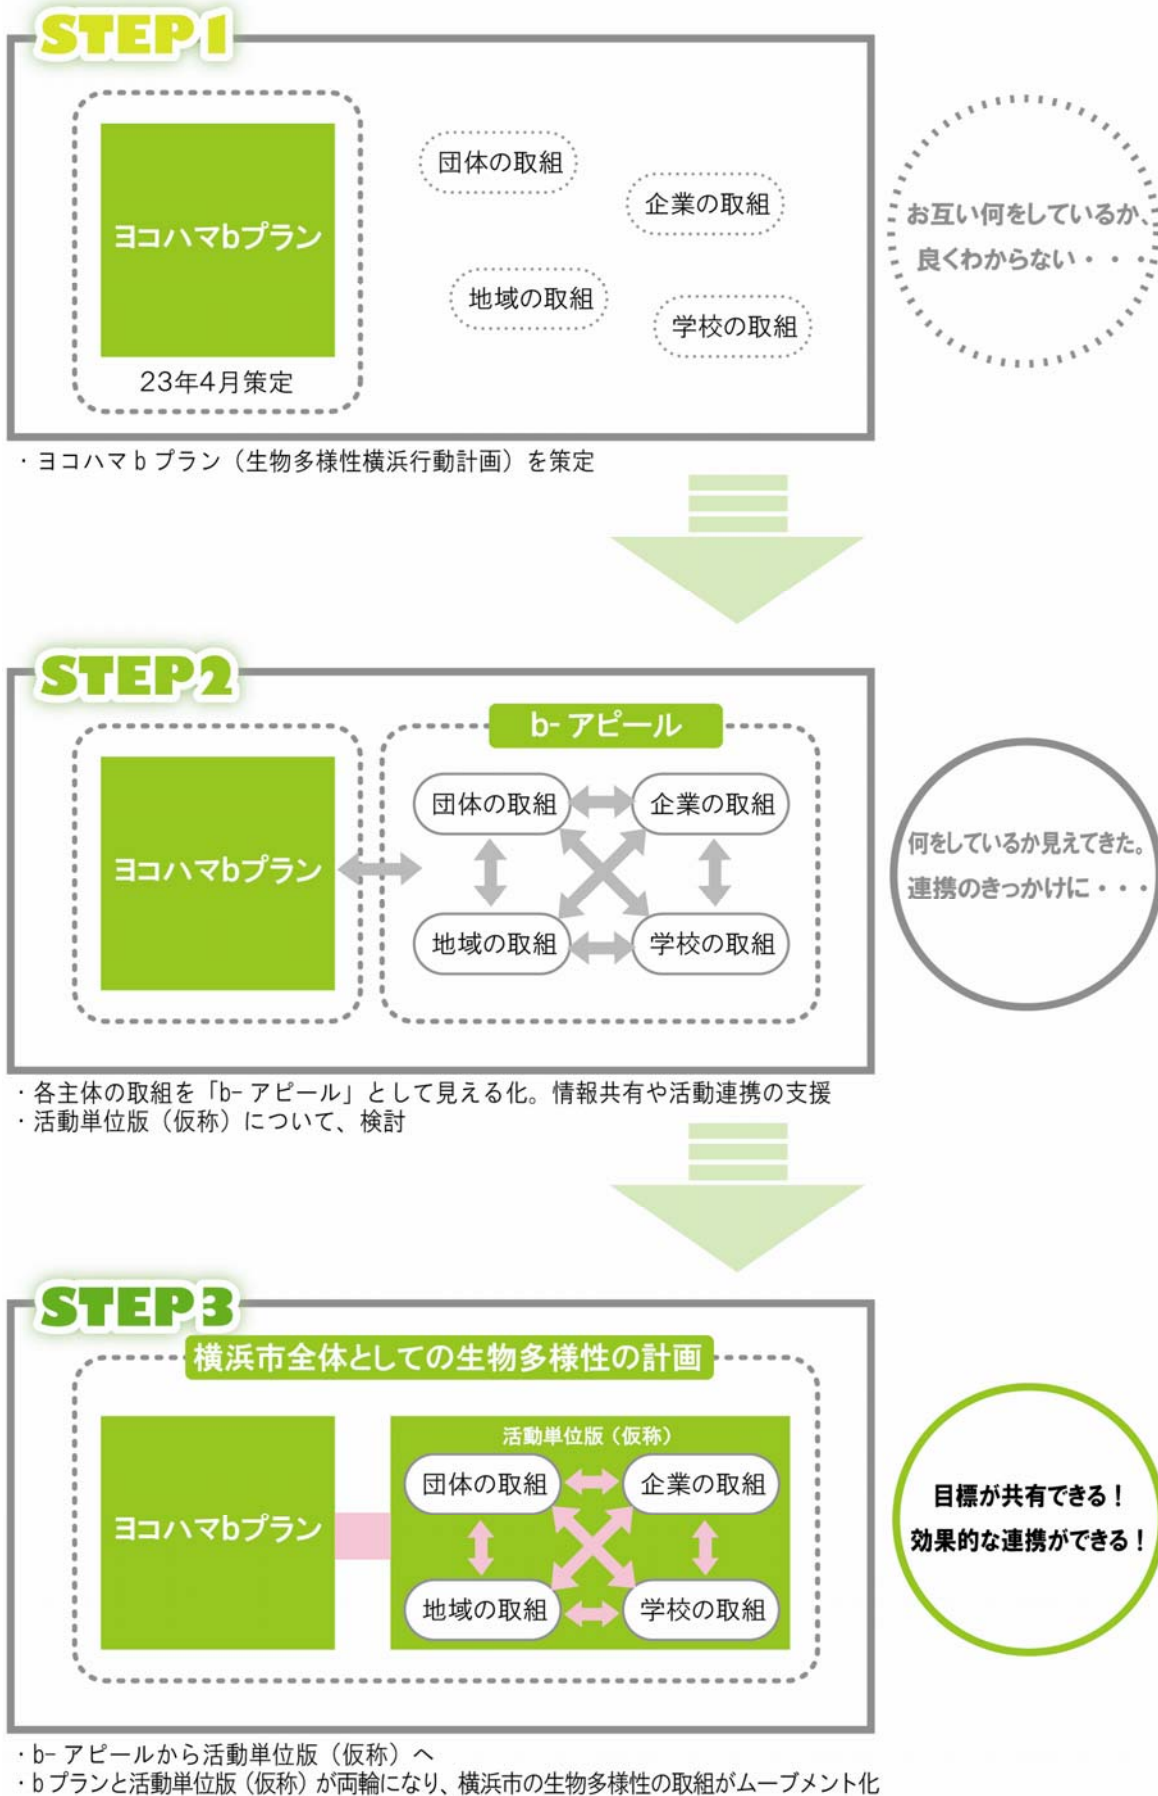 STEP1
ヨコハマbプラン
23年4月策定
団体の取組
企業の取組
地域の取組
学校の取組
お互い何をしているか、
良くわからない・・・
・ヨコハマbプラン（生物多様性横浜行動計画）を策定
STEP2
b-アピール
ヨコハマbプラン
団体の取組
企業の取組
地域の取組
学校の取組
何をしているか見えてきた。
連携のきっかけに・・・
・各主体の取組を「b-アピール」として見える化。情報共有や活動連携の支援
・活動単位版（仮称）について、検討
STEP3
横浜市全体としての生物多様性の計画
ヨコハマbプラン
活動単位版（仮称）
団体の取組
企業の取組
地域の取組
学校の取組
目標が共有できる！
効果的な連携ができる！
・b-アピールから活動単位版（仮称）へ
・bプランと活動単位版（仮称）が両輪になり、横浜市の生物多様性の取組がムーブメント化